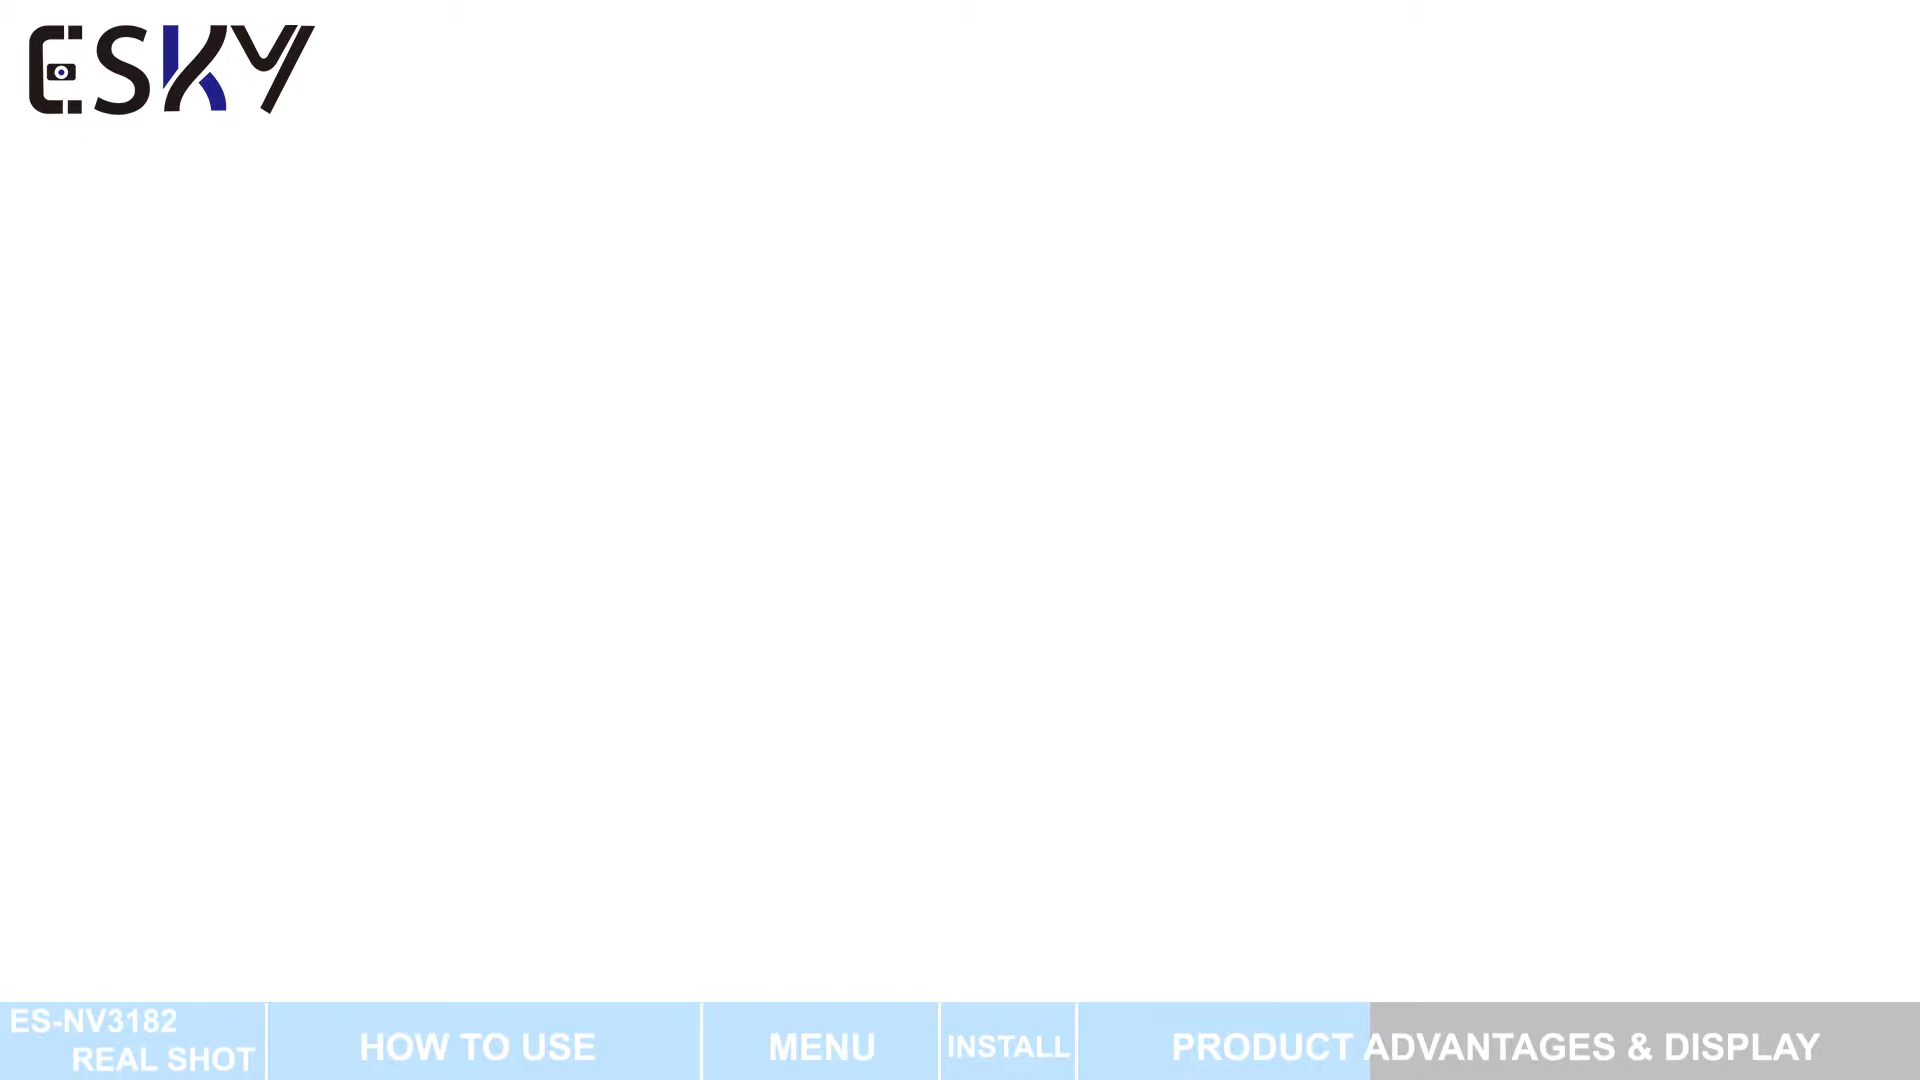 ESKY
ES-NV3182
REAL SHOT
HOW TO USE
MENU
INSTALL
PRODUCT ADVANTAGES & DISPLAY